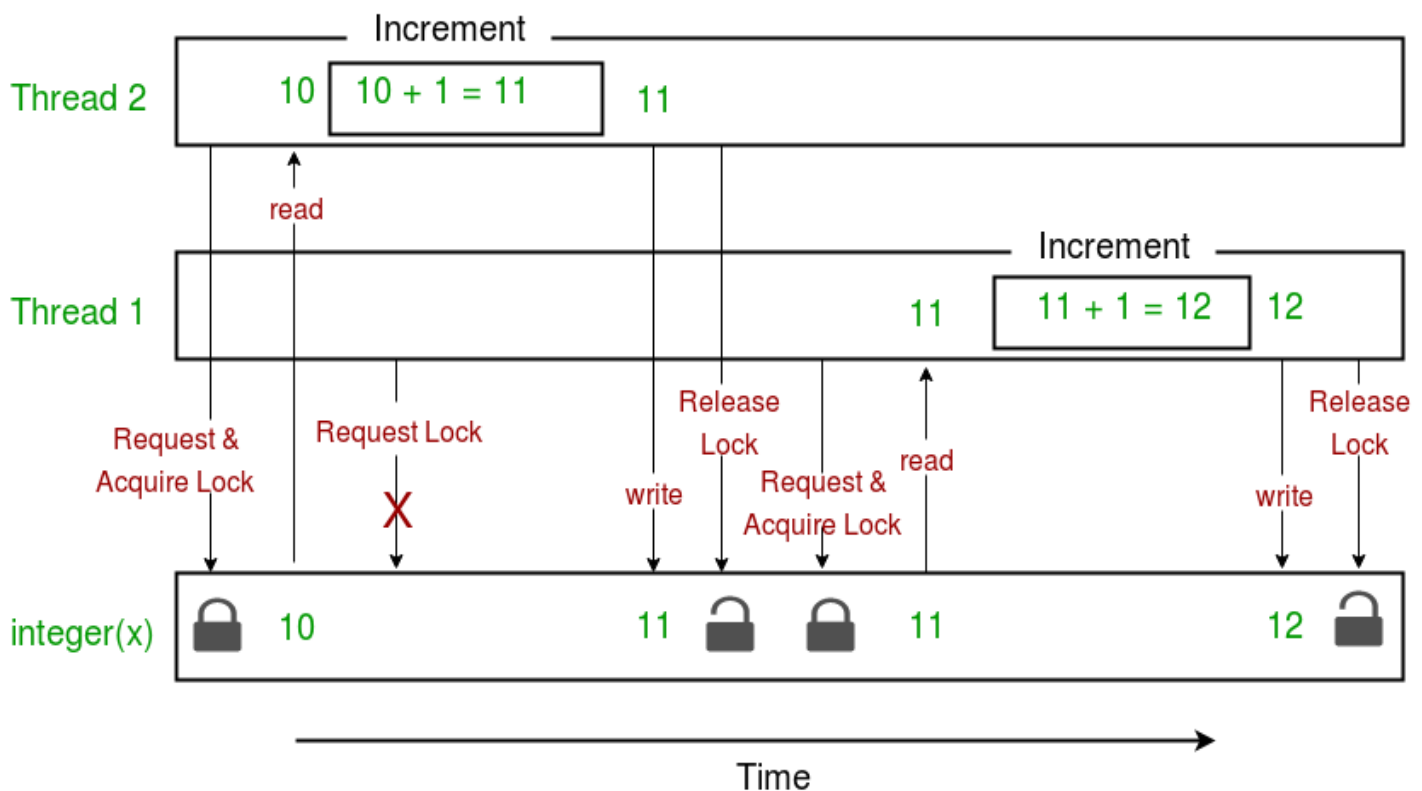 Increment
Thread 2
10
10 + 1 = 11
11
read
Increment
Thread 1
11
11 + 1 = 12
12
Request &
Acquire Lock
Request Lock
X
write
Release
Lock
Request &
Acquire Lock
read
write
Release
Lock
integer(x)
10
11
11
12
Time